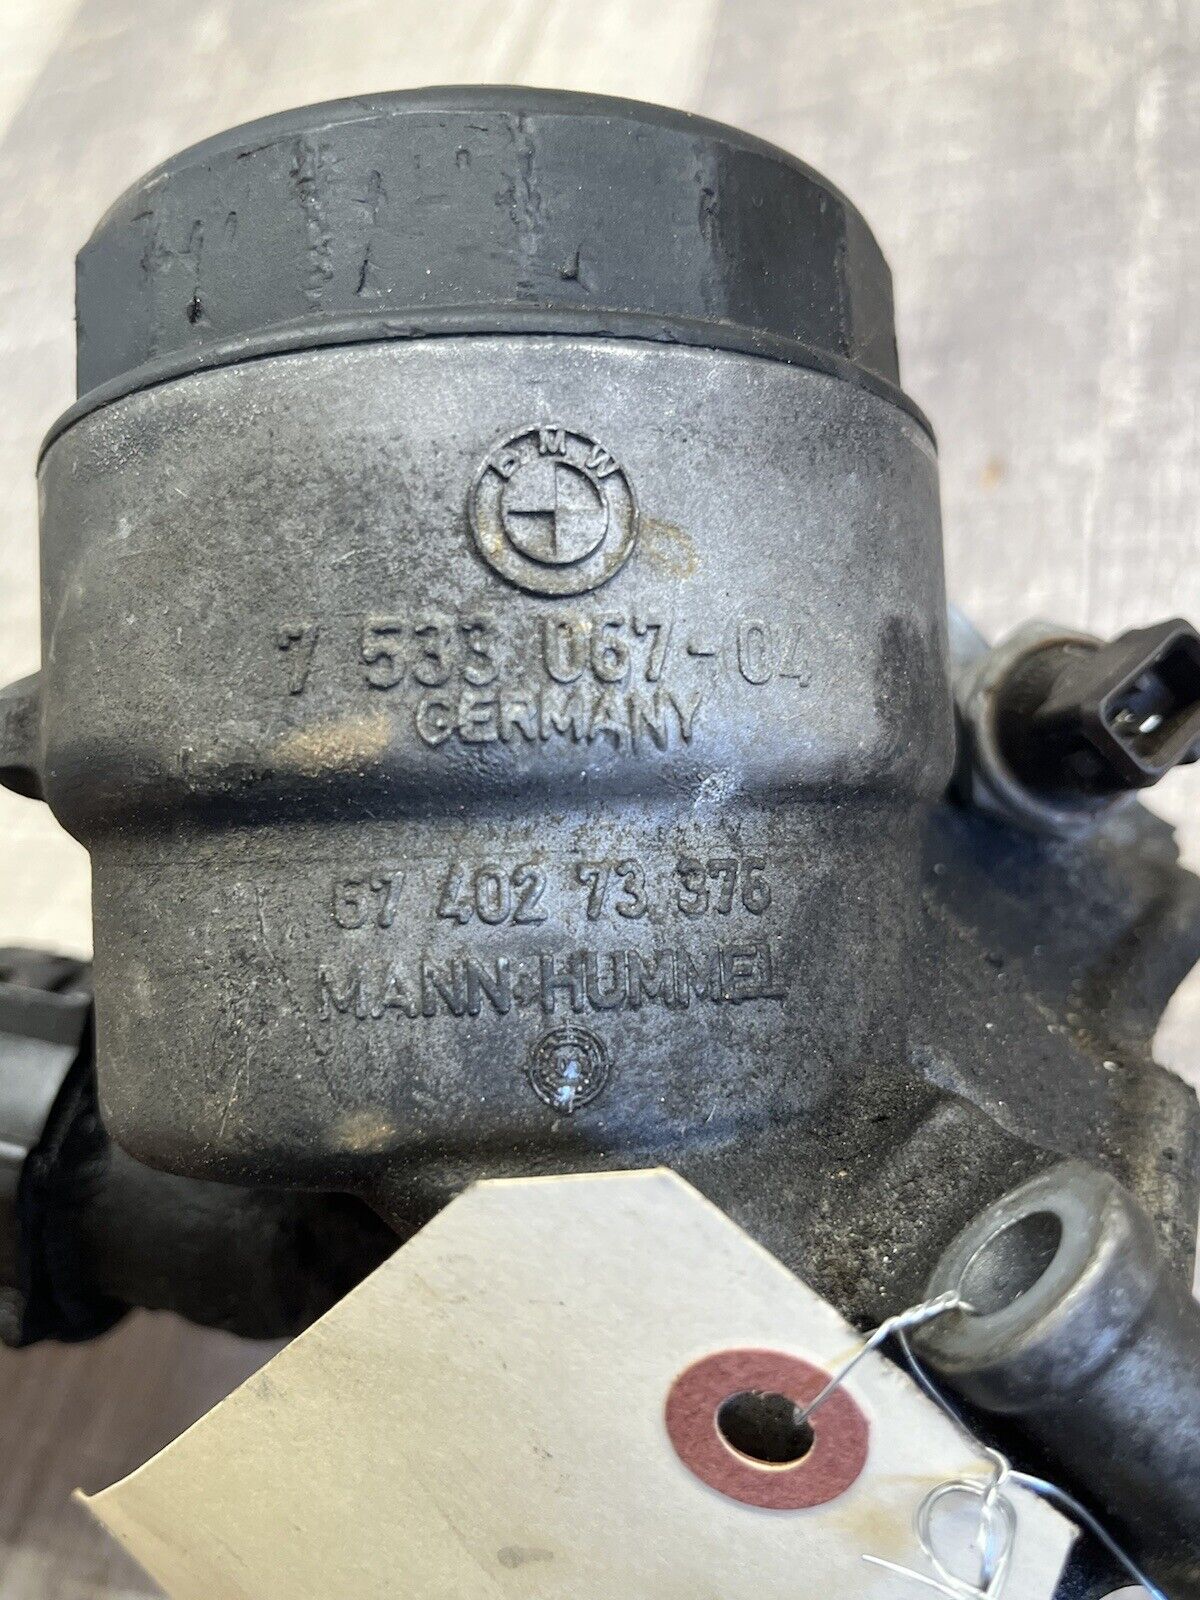 BMW
7 533 067-04
GERMANY
67 402 73 376
MANN+HUMMEL